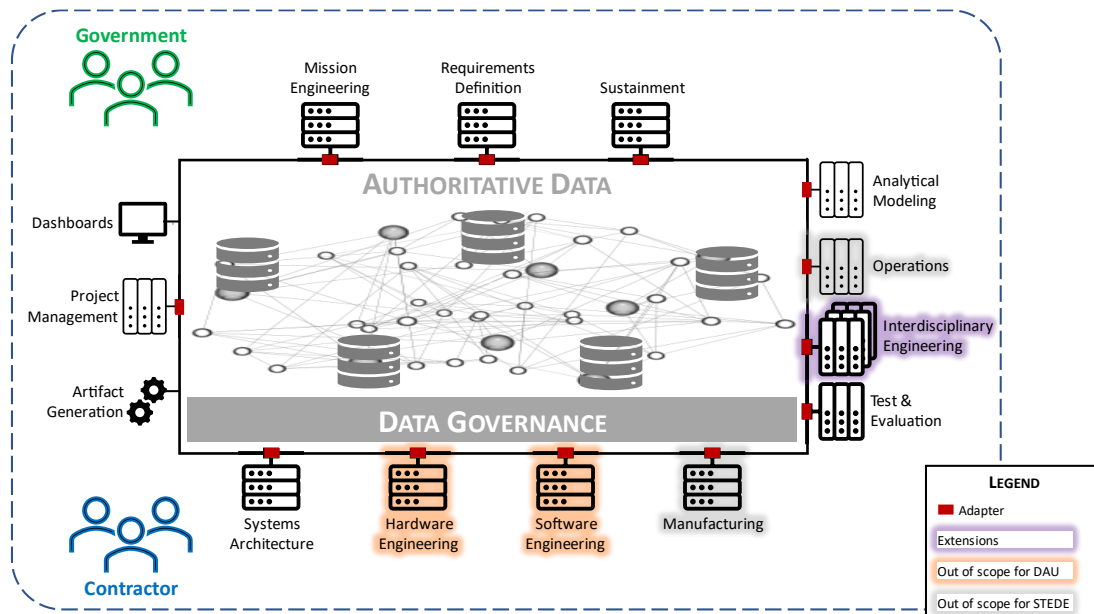 Government
Mission
Engineering
Requirements
Definition
Sustainment
AUTHORITATIVE DATA
Dashboards
Project
Management
Artifact
Generation
Analytical
Modeling
Operations
Interdisciplinary
Engineering
Test &
Evaluation
DATA GOVERNANCE
Systems
Architecture
Hardware
Engineering
Software
Engineering
Manufacturing
Contractor
LEGEND
Adapter
Extensions
Out of scope for DAU
Out of scope for STEDE